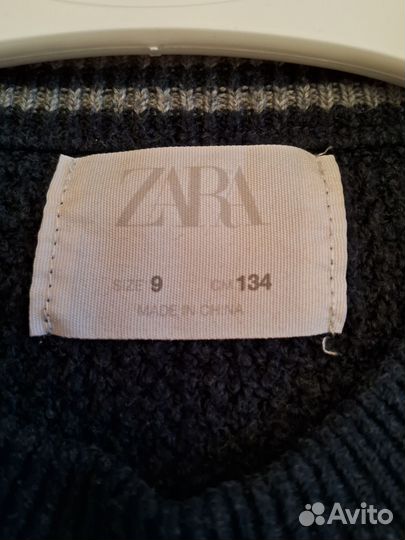 ZARA
SIZE 9 CM 134
MADE IN CHINA
Avito